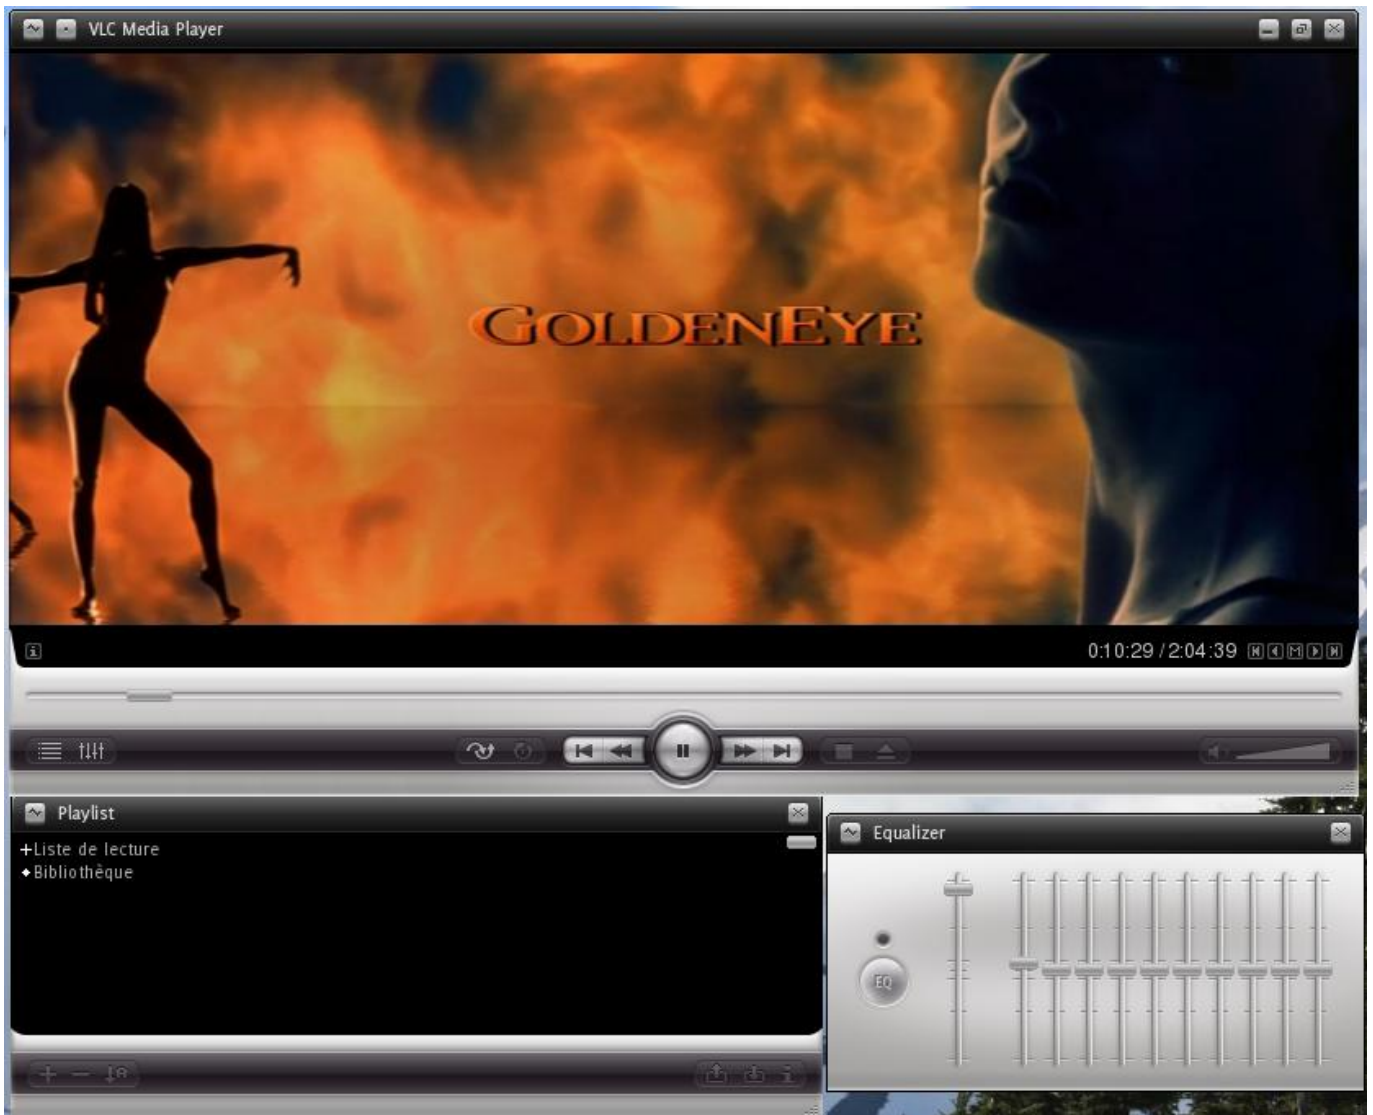 VLC Media Player
GOLDENEYE
0:10:29 / 2:04:39
M
Playlist
Liste de lecture
Bibliothèque
Equalizer
EQ